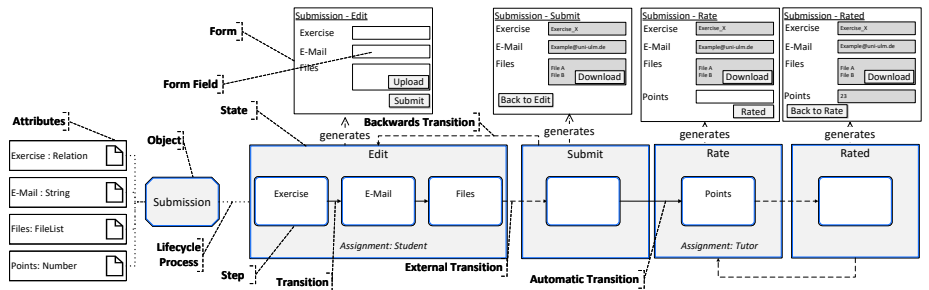 Submission - Edit
Exercise
E-Mail
Files
Upload
Submit
Submission - Submit
Exercise
Exercise_X
E-Mail
Example@uni-ulm.de
Files
File A
File B
Download
Back to Edit
Submission - Rate
Exercise
Exercise_X
E-Mail
Example@uni-ulm.de
Files
File A
File B
Download
Points
Rated
Submission - Rated
Exercise
Exercise_X
E-Mail
Example@uni-ulm.de
Files
File A
File B
Download
Points
23
Back to Rate
Form
Form Field
State
Backwards Transition
generates
generates
generates
generates
Attributes
Object
Exercise : Relation
E-Mail : String
Files: FileList
Points: Number
Submission
Edit
Exercise
E-Mail
Files
Assignment: Student
Submit
Rate
Points
Assignment: Tutor
Rated
Lifecycle
Process
Step
Transition
External Transition
Automatic Transition